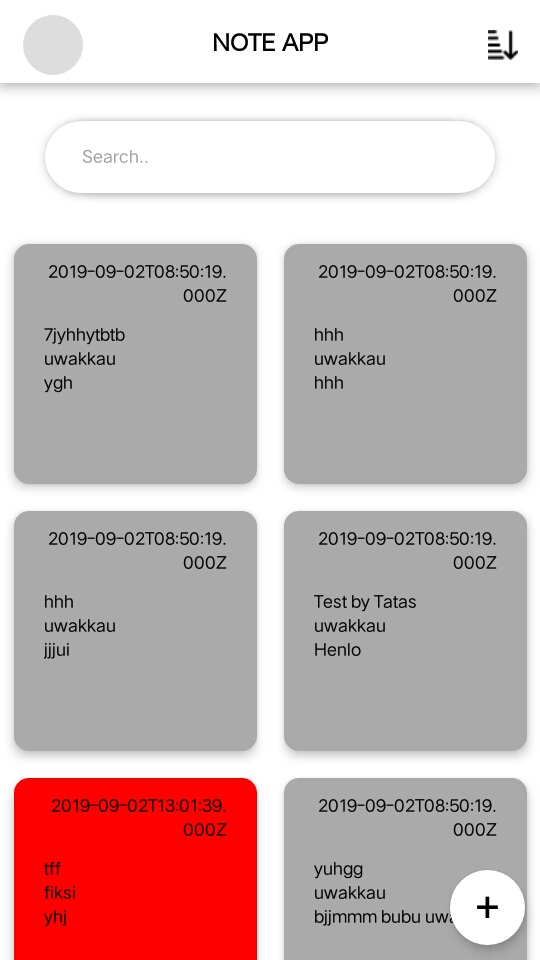 NOTE APP
Search..
2019-09-02T08:50:19.
000Z
7jyhhytbtb
uwakkau
ygh
2019-09-02T08:50:19.
000Z
hhh
uwakkau
hhh
2019-09-02T08:50:19.
000Z
hhh
uwakkau
jjjui
2019-09-02T08:50:19.
000Z
Test by Tatas
uwakkau
Henlo
2019-09-02T13:01:39.
000Z
tff
fiksi
yhj
2019-09-02T08:50:19.
000Z
yuhgg
uwakkau
bjjmmm bubu
+